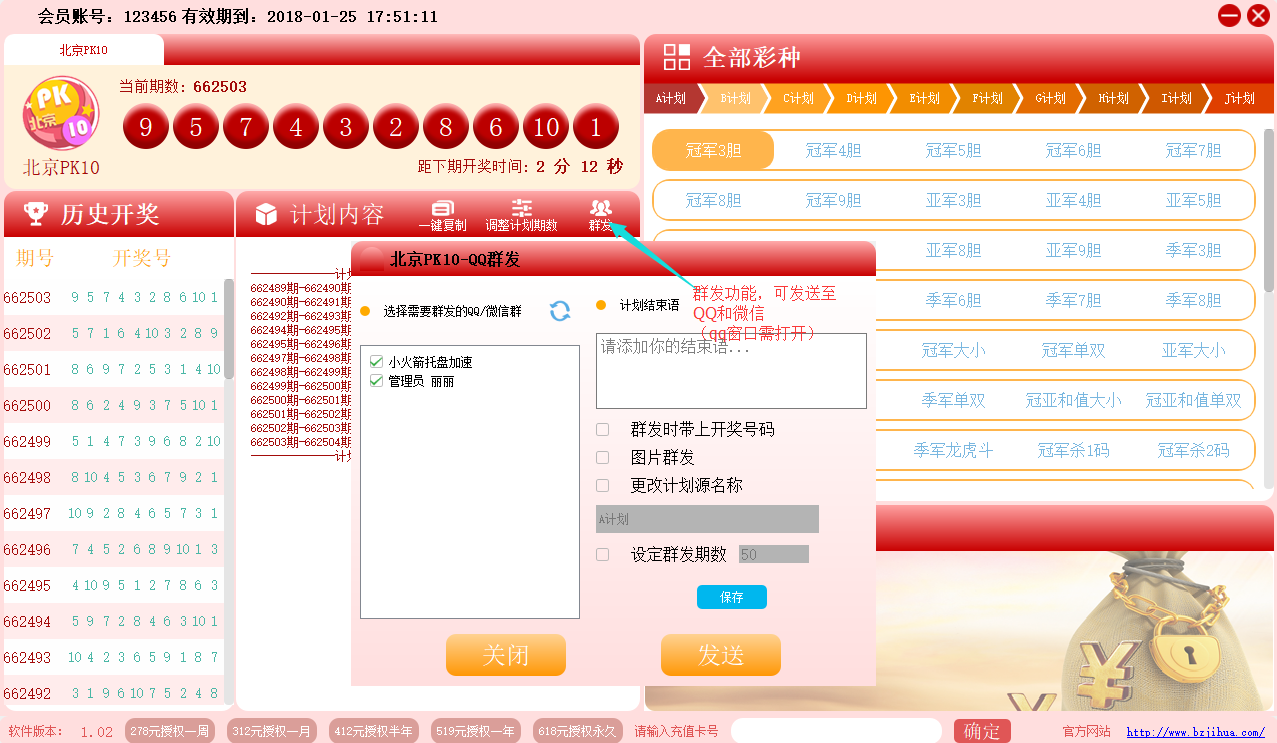 会员账号：123456 有效期到：2018-01-25 17:51:11
北京PK10
PK
北京
10
北京PK10
当前期数：662503
9 5 7 4 3 2 8 6 10 1
距下期开奖时间：2 分 12 秒
全部彩种
A计划 B计划 C计划 D计划 E计划 F计划 G计划 H计划 I计划 J计划
冠军3胆 冠军4胆 冠军5胆 冠军6胆 冠军7胆
冠军8胆 冠军9胆 亚军3胆 亚军4胆 亚军5胆
亚军8胆 亚军9胆 季军3胆
季军6胆 季军7胆 季军8胆
冠军大小 冠军单双 亚军大小
季军单双 冠亚和值大小 冠亚和值单双
季军龙虎斗 冠军杀1码 冠军杀2码
历史开奖
期号 开奖号
662503 9 5 7 4 3 2 8 6 10 1
662502 5 7 1 6 4 10 3 2 8 9
662501 8 6 9 7 2 5 3 1 4 10
662500 8 6 2 4 9 3 7 5 10 1
662499 5 1 4 7 3 9 6 8 2 10
662498 8 10 4 5 3 6 7 9 2 1
662497 10 9 2 8 4 6 5 7 3 1
662496 7 4 5 2 6 8 9 10 1 3
662495 4 10 9 5 1 2 7 8 6 3
662494 5 9 7 2 8 4 6 3 10 1
662493 10 4 2 3 6 5 9 1 8 7
662492 3 1 9 6 10 7 5 2 4 8
计划内容
一键复制 调整计划期数 群发
计划
662489期-662490期
662490期-662491期
662492期-662493期
662494期-662495期
662495期-662496期
662497期-662498期
662498期-662499期
662499期-662500期
662500期-662501期
662501期-662502期
662502期-662503期
662503期-662504期
计划
北京PK10-QQ群发
选择需要群发的QQ/微信群
小火箭托盘加速
管理员 丽丽
计划结束语
请添加你的结束语...
群发时带上开奖号码
图片群发
更改计划源名称
A计划
设定群发期数 50
保存
关闭 发送
群发功能，可发送至
QQ和微信
（qq窗口需打开）
软件版本： 1.02 278元授权一周 312元授权一月 412元授权半年 519元授权一年 618元授权永久 请输入充值卡号 确定 官方网站 http://www.bzjihua.com/